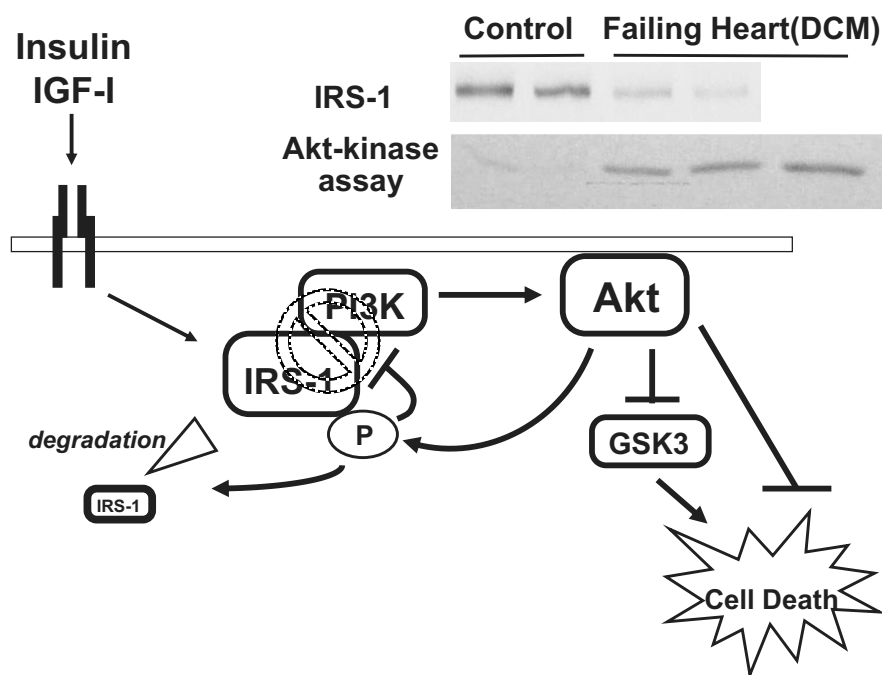 Control Failing Heart(DCM)
Insulin
IGF-I
IRS-1
Akt-kinase
assay
PI3K
Akt
IRS-1
P
degradation
GSK3
IRS-1
Cell Death